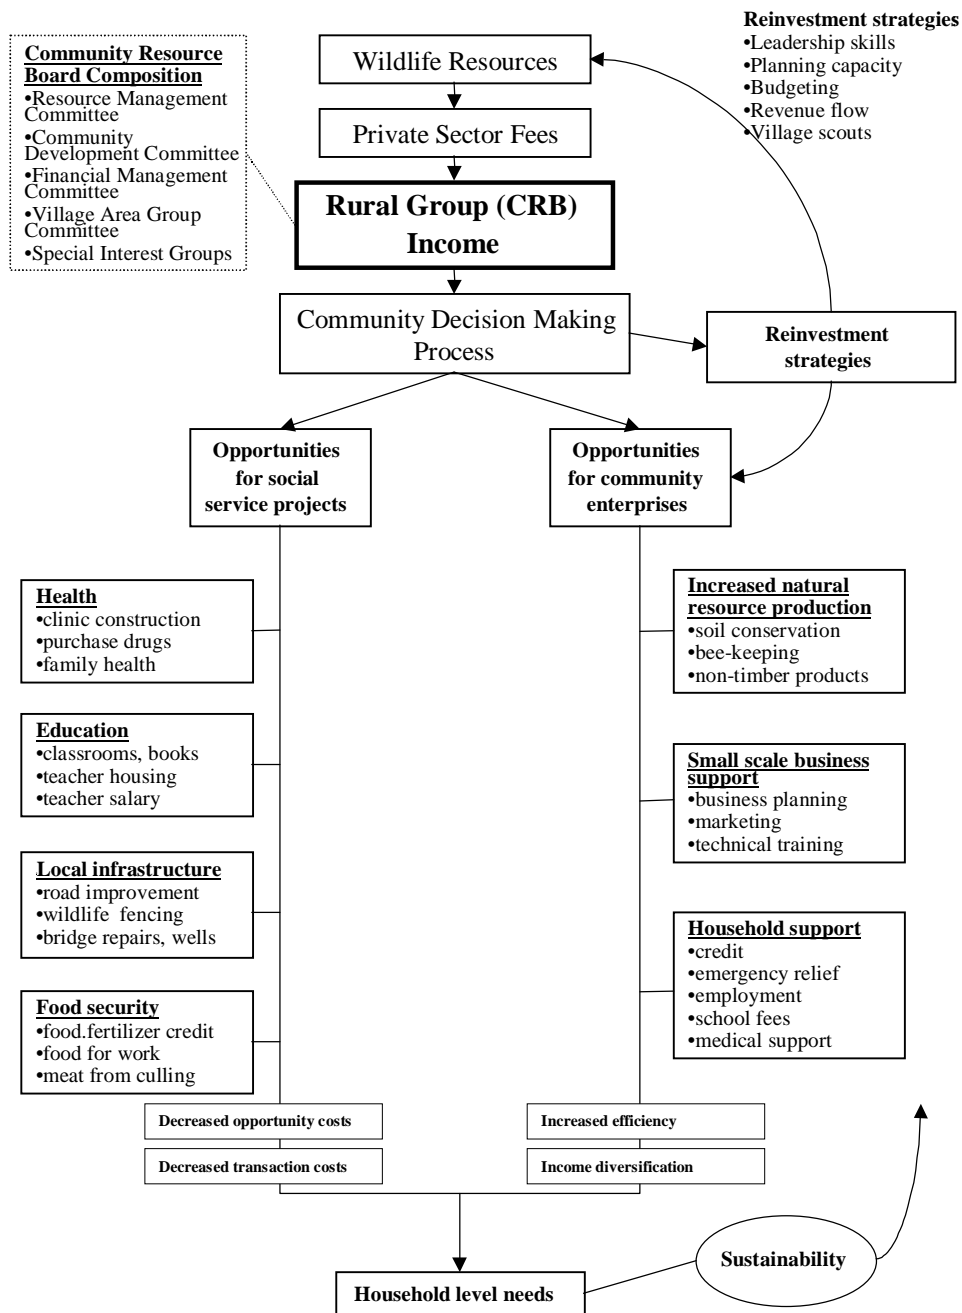 Community Resource
Board Composition
•Resource Management
Committee
•Community
Development Committee
•Financial Management
Committee
•Village Area Group
Committee
•Special Interest Groups
Wildlife Resources
Private Sector Fees
Rural Group (CRB)
Income
Community Decision Making
Process
Reinvestment strategies
•Leadership skills
•Planning capacity
•Budgeting
•Revenue flow
•Village scouts
Reinvestment
strategies
Opportunities
for social
service projects
Opportunities
for community
enterprises
Health
•clinic construction
•purchase drugs
•family health
Education
•classrooms, books
•teacher housing
•teacher salary
Local infrastructure
•road improvement
•wildlife  fencing
•bridge repairs, wells
Food security
•food.fertilizer credit
•food for work
•meat from culling
Increased natural
resource production
•soil conservation
•bee-keeping
•non-timber products
Small scale business
support
•business planning
•marketing
•technical training
Household support
•credit
•emergency relief
•employment
•school fees
•medical support
Decreased opportunity costs
Decreased transaction costs
Increased efficiency
Income diversification
Household level needs
Sustainability